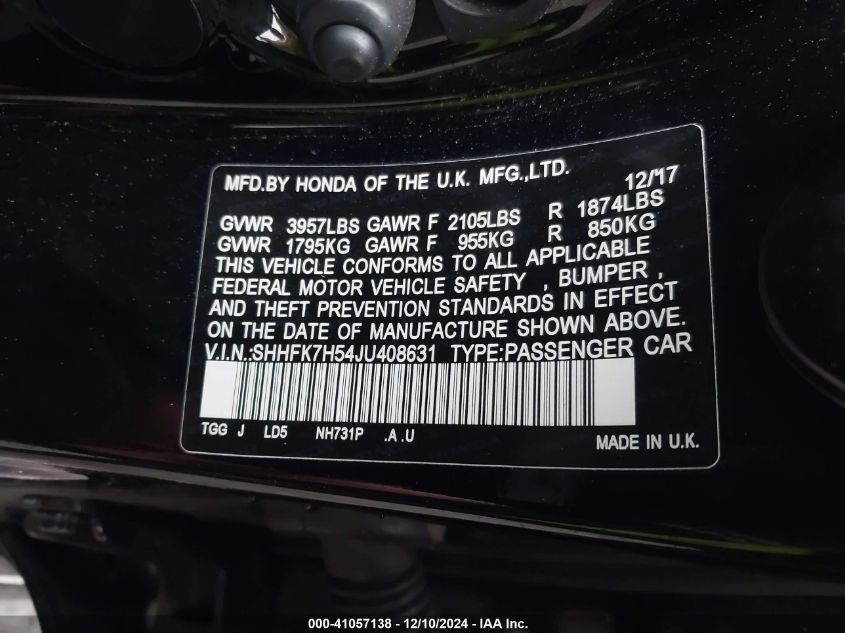 MFD.BY HONDA OF THE U.K. MFG.,LTD. 12/17
GVWR 3957LBS GAWR F 2105LBS R 1874LBS
GVWR 1795KG GAWR F 955KG R 850KG
THIS VEHICLE CONFORMS TO ALL APPLICABLE
FEDERAL MOTOR VEHICLE SAFETY , BUMPER ,
AND THEFT PREVENTION STANDARDS IN EFFECT
ON THE DATE OF MANUFACTURE SHOWN ABOVE.
V.I.N.:SHHFK7H54JU408631 TYPE:PASSENGER CAR
TGG J LD5 NH731P .A .U
MADE IN U.K.
000-41057138 - 12/10/2024 - IAA Inc.